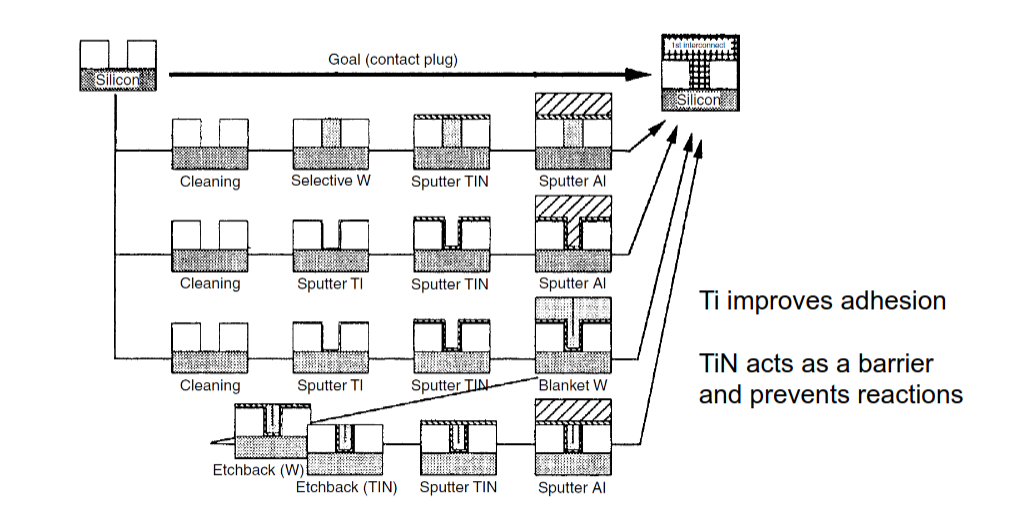 Goal (contact plug)
1st interconnect
Silicon
Silicon
Cleaning
Selective W
Sputter TIN
Sputter Al
Cleaning
Sputter TI
Sputter TIN
Sputter Al
Ti improves adhesion
TiN acts as a barrier
and prevents reactions
Cleaning
Sputter TI
Sputter TIN
Blanket W
Etchback (W)
Etchback (TIN)
Sputter TIN
Sputter Al